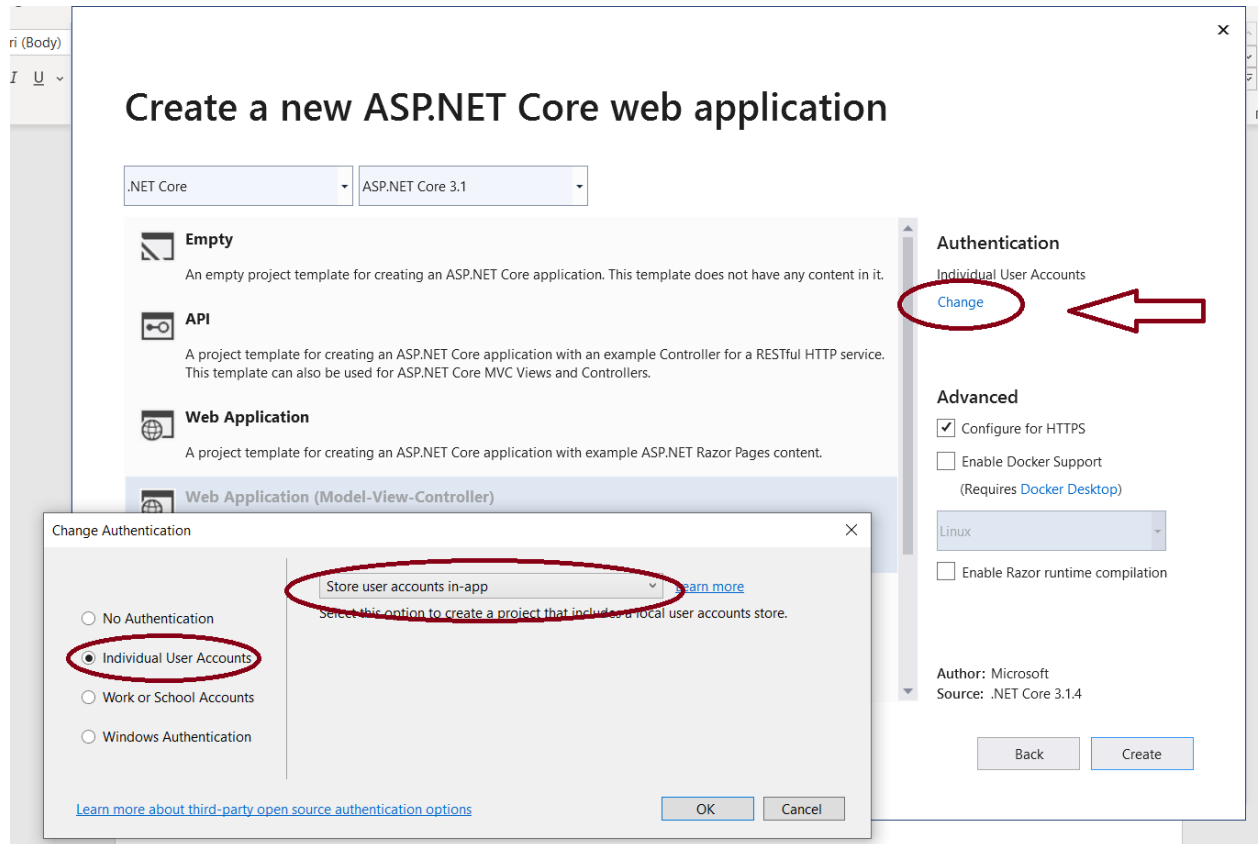 ri (Body)
I U
Create a new ASP.NET Core web application
.NET Core
ASP.NET Core 3.1
Empty
An empty project template for creating an ASP.NET Core application. This template does not have any content in it.
API
A project template for creating an ASP.NET Core application with an example Controller for a RESTful HTTP service.
This template can also be used for ASP.NET Core MVC Views and Controllers.
Web Application
A project template for creating an ASP.NET Core application with example ASP.NET Razor Pages content.
Web Application (Model-View-Controller)
Authentication
Individual User Accounts
Change
Advanced
Configure for HTTPS
Enable Docker Support
(Requires Docker Desktop)
Linux
Enable Razor runtime compilation
Author: Microsoft
Source: .NET Core 3.1.4
Back
Create
Change Authentication
No Authentication
Individual User Accounts
Work or School Accounts
Windows Authentication
Store user accounts in-app
Learn more
Select this option to create a project that includes a local user accounts store.
Learn more about third-party open source authentication options
OK
Cancel